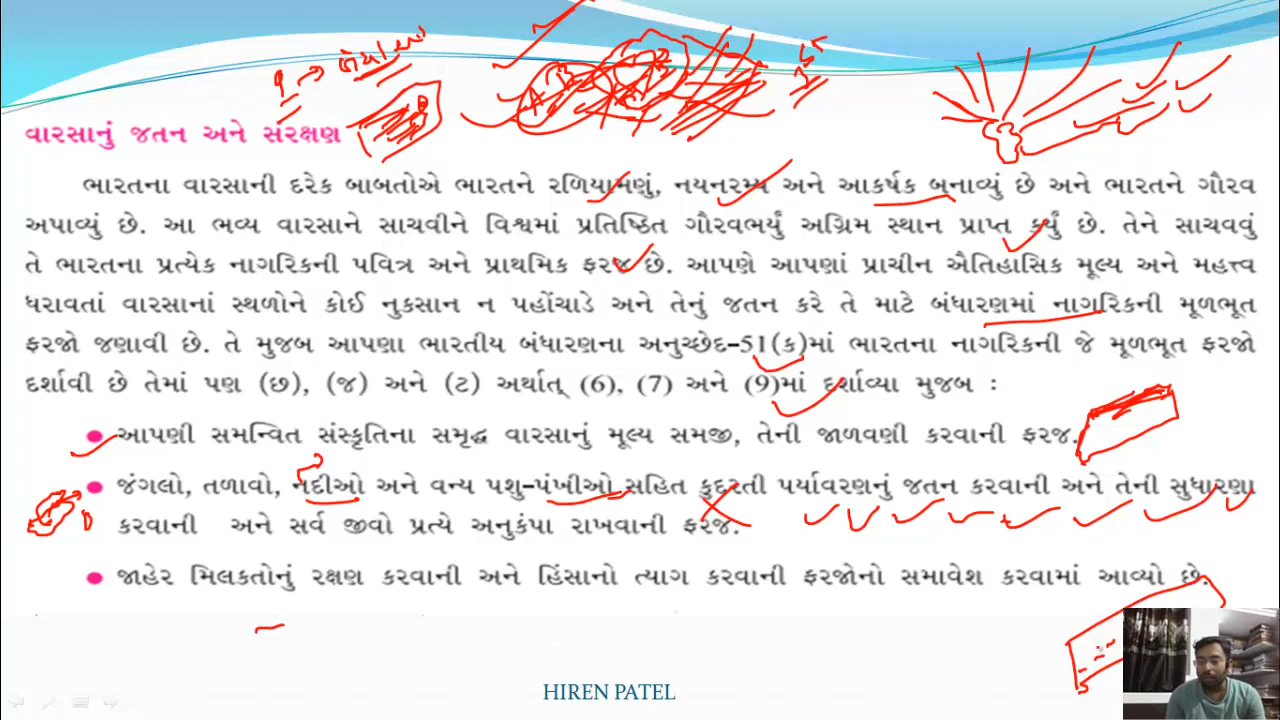 વારસાનું જતન અને સંરક્ષણ
ભારતના વારસાની દરેક બાબતોએ ભારતને રળિયામણું, નયનરમ્ય અને આકર્ષક બનાવ્યું છે અને ભારતને ગૌરવ
અપાવ્યું છે. આ ભવ્ય વારસાને સાચવીને વિશ્વમાં પ્રતિષ્ઠિત ગૌરવભર્યું અગ્રિમ સ્થાન પ્રાપ્ત કર્યું છે. તેને સાચવવું
તે ભારતના પ્રત્યેક નાગરિકની પવિત્ર અને પ્રાથમિક ફરજ છે. આપણે આપણાં પ્રાચીન ઐતિહાસિક મૂલ્ય અને મહત્ત્વ
ધરાવતાં વારસાનાં સ્થળોને કોઈ નુકસાન ન પહોંચાડે અને તેનું જતન કરે તે માટે બંધારણમાં નાગરિકની મૂળભૂત
ફરજો જણાવી છે. તે મુજબ આપણા ભારતીય બંધારણના અનુચ્છેદ-51(ક)માં ભારતના નાગરિકની જે મૂળભૂત ફરજો
દર્શાવી છે તેમાં પણ (છ), (જ) અને (ટ) અર્થાત્ (6), (7) અને (9)માં દર્શાવ્યા મુજબ :
આપણી સમન્વિત સંસ્કૃતિના સમૃદ્ધ વારસાનું મૂલ્ય સમજી, તેની જાળવણી કરવાની ફરજ.
જંગલો, તળાવો, નદીઓ અને વન્ય પશુ-પંખીઓ સહિત કુદરતી પર્યાવરણનું જતન કરવાની અને તેની સુધારણા
કરવાની અને સર્વ જીવો પ્રત્યે અનુકંપા રાખવાની ફરજ.
જાહેર મિલકતોનું રક્ષણ કરવાની અને હિંસાનો ત્યાગ કરવાની ફરજોનો સમાવેશ કરવામાં આવ્યો છે.
HIREN PATEL